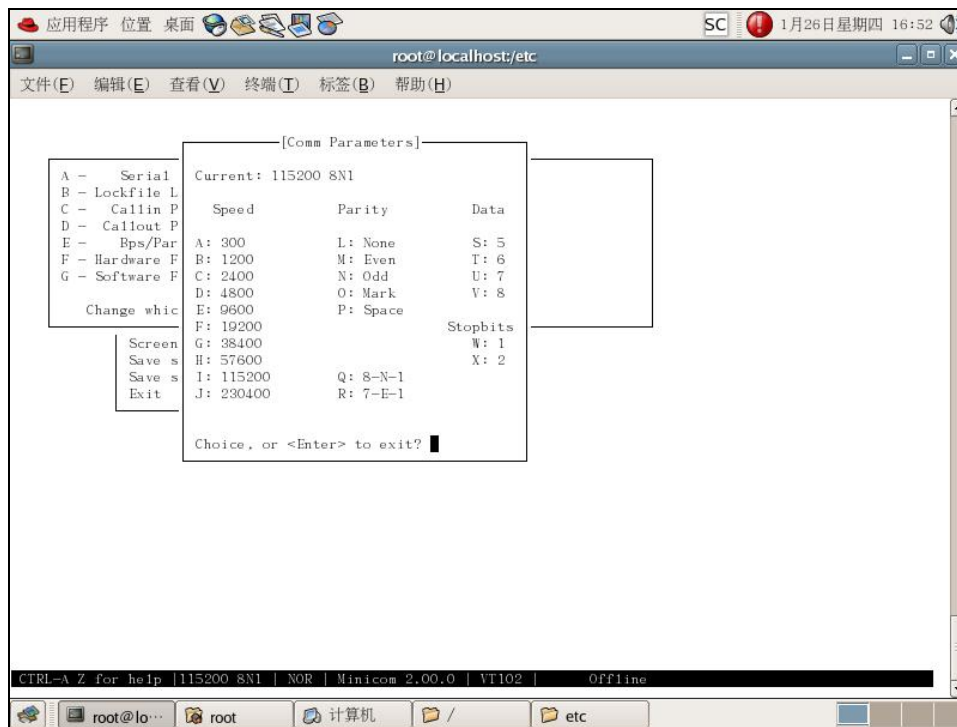 应用程序 位置 桌面 SC 1月26日星期四 16:52
root@localhost:/etc
文件(F) 编辑(E) 查看(V) 终端(T) 标签(B) 帮助(H)
[Comm Parameters]
A - Serial
B - Lockfile L
C - Callin P
D - Callout P
E - Bps/Par
F - Hardware F
G - Software F
Change whic
Screen
Save s
Save s
Exit
Current: 115200 8N1
Speed Parity Data
A: 300 L: None S: 5
B: 1200 M: Even T: 6
C: 2400 N: Odd U: 7
D: 4800 O: Mark V: 8
E: 9600 P: Space
F: 19200 Stopbits
G: 38400 W: 1
H: 57600 X: 2
I: 115200 Q: 8-N-1
J: 230400 R: 7-E-1
Choice, or <Enter> to exit?
CTRL-A Z for help |115200 8N1 | NOR | Minicom 2.00.0 | VT102 | Offline
root@lo… root 计算机 / etc